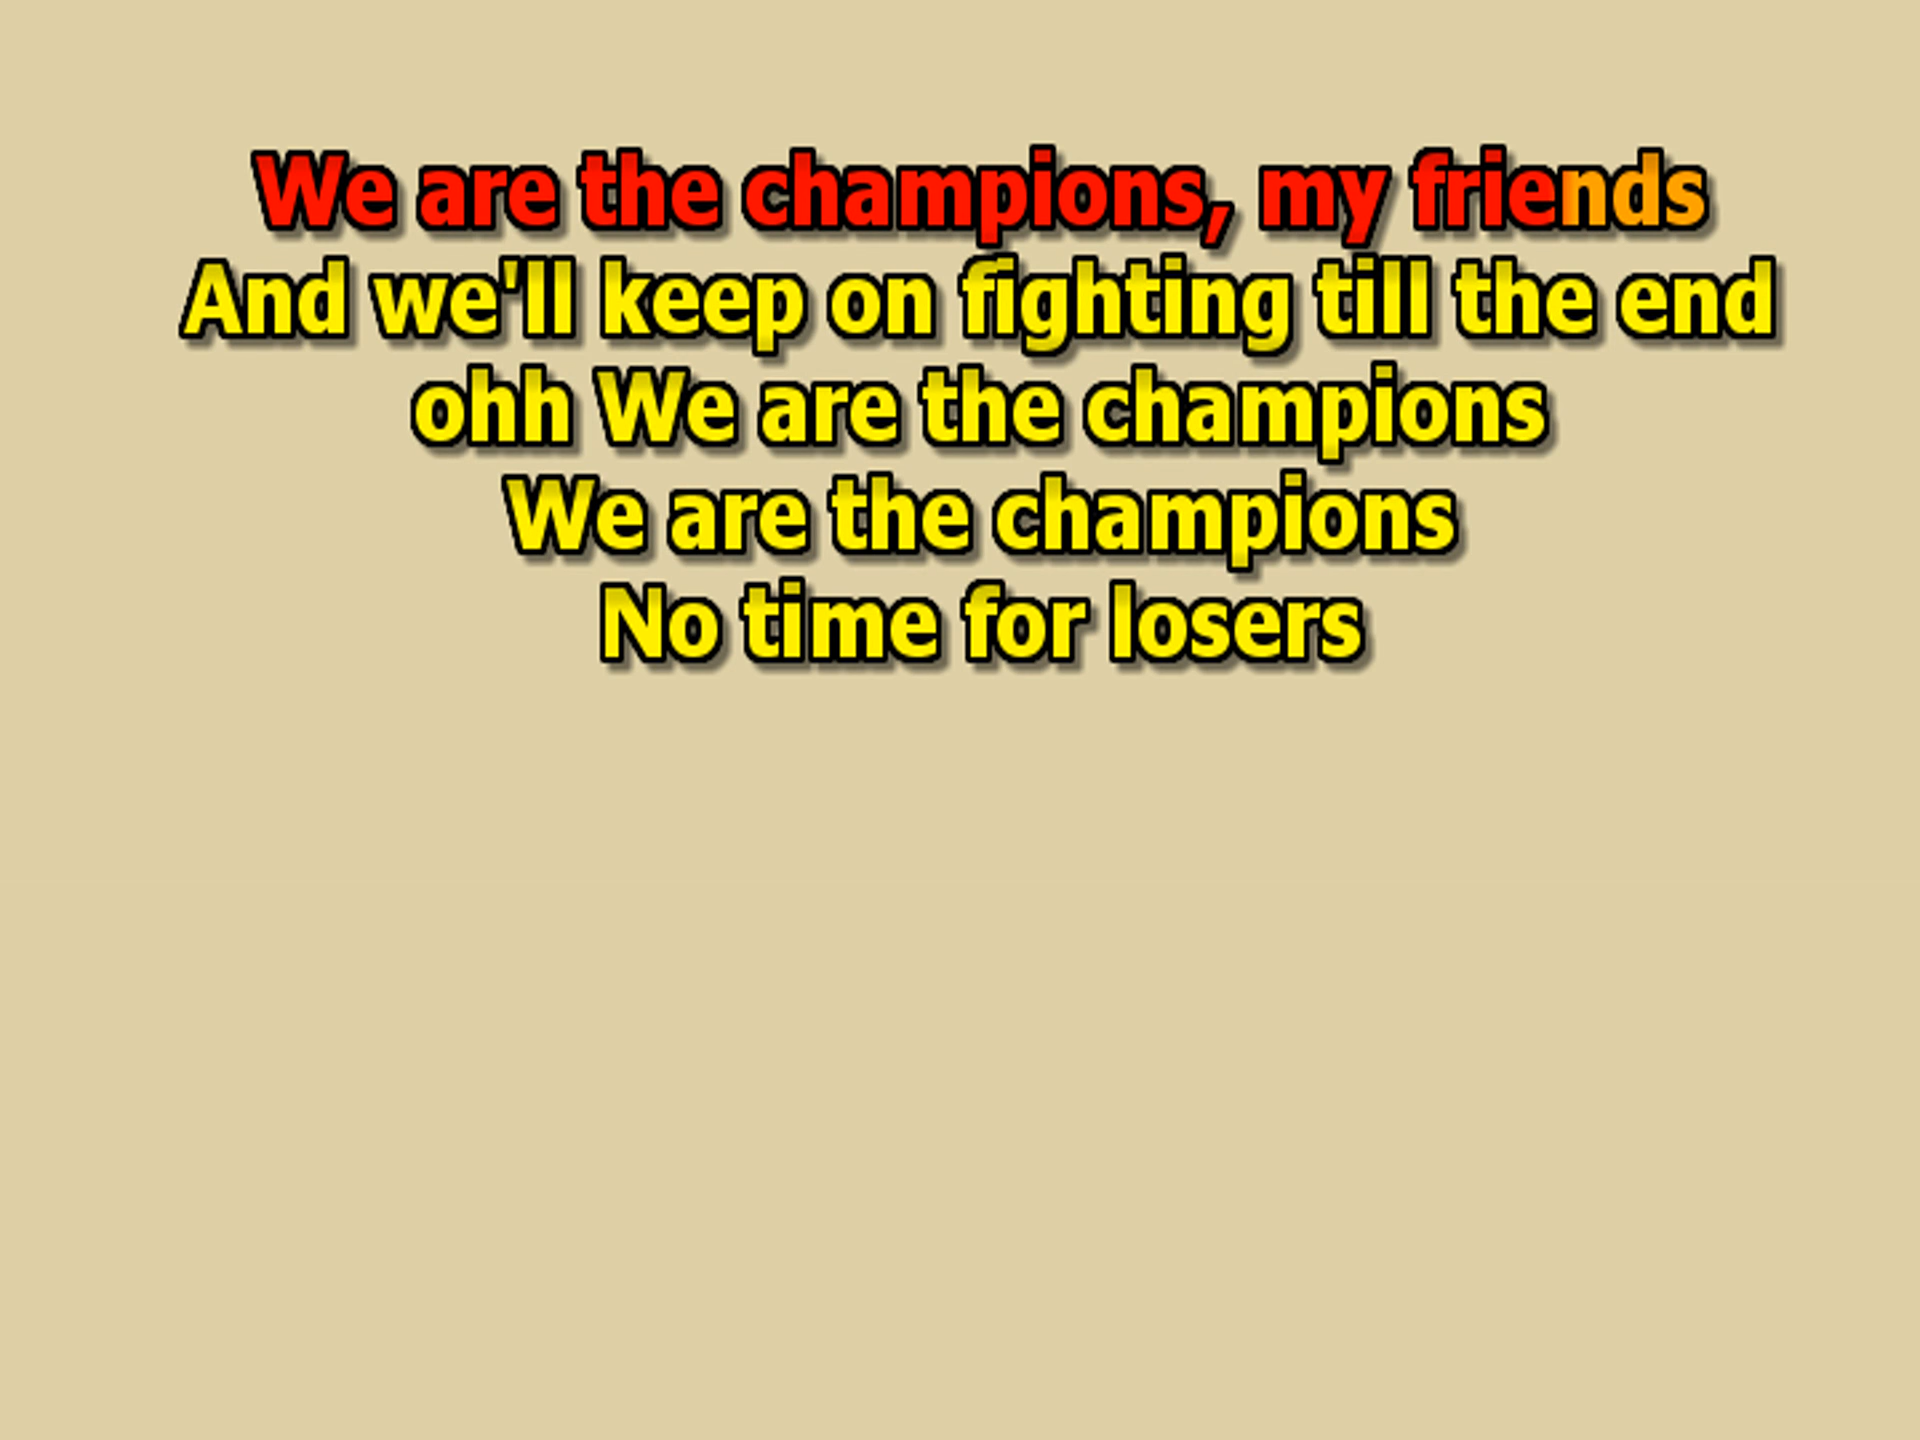 We are the champions, my friends
And we'll keep on fighting till the end
ohh We are the champions
We are the champions
No time for losers